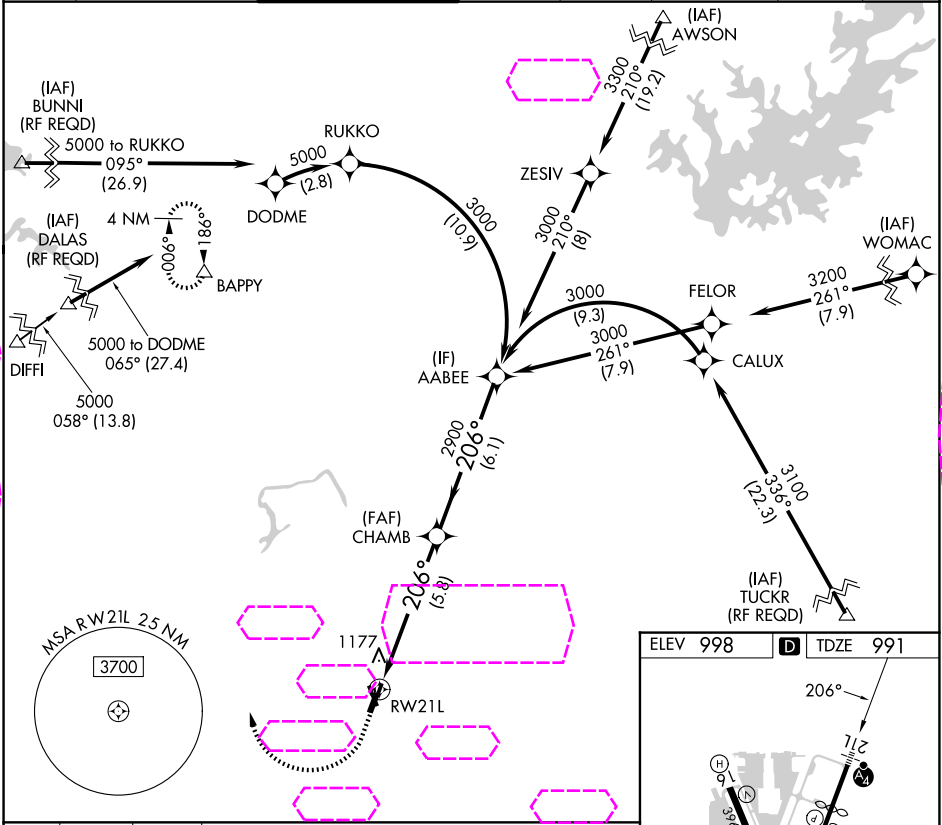 (IAF)
AWSON
3300
210°
(19.2)
(IAF)
BUNNI
(RF REQD)
5000 to RUKKO
095°
(26.9)
RUKKO
5000
(2.8)
DODME
ZESIV
3000
(10.9)
3000
210°
(8)
4 NM
006°
186°
BAPPY
(IAF)
DALAS
(RF REQD)
5000 to DODME
065° (27.4)
DIFFI
5000
058° (13.8)
(IAF)
WOMAC
3200
261°
(7.9)
FELOR
3000
(9.3)
3000
261°
(7.9)
CALUX
(IF)
AABEE
2900
206°
(6.1)
3100
336°
(22.3)
(FAF)
CHAMB
206°
(5.8)
(IAF)
TUCKR
(RF REQD)
1177
RW21L
MSA RW21L 25 NM
3700
ELEV 998
D
TDZE 991
206°
21L
A4
H
16
V
P